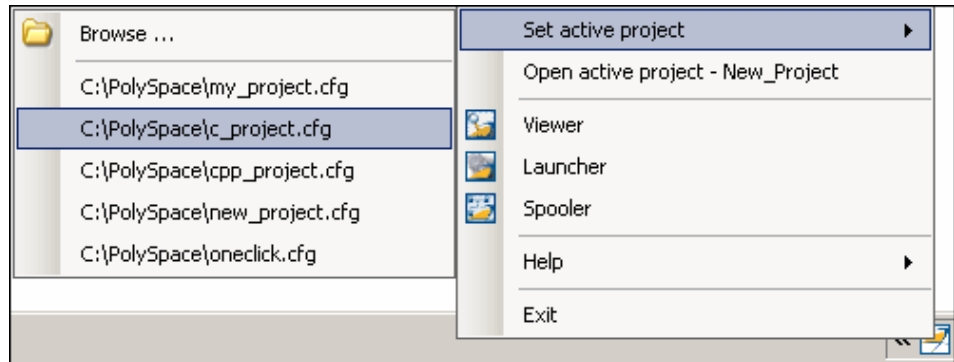 Browse ...
C:\PolySpace\my_project.cfg
C:\PolySpace\c_project.cfg
C:\PolySpace\cpp_project.cfg
C:\PolySpace\new_project.cfg
C:\PolySpace\oneclick.cfg
Set active project
Open active project - New_Project
Viewer
Launcher
Spooler
Help
Exit